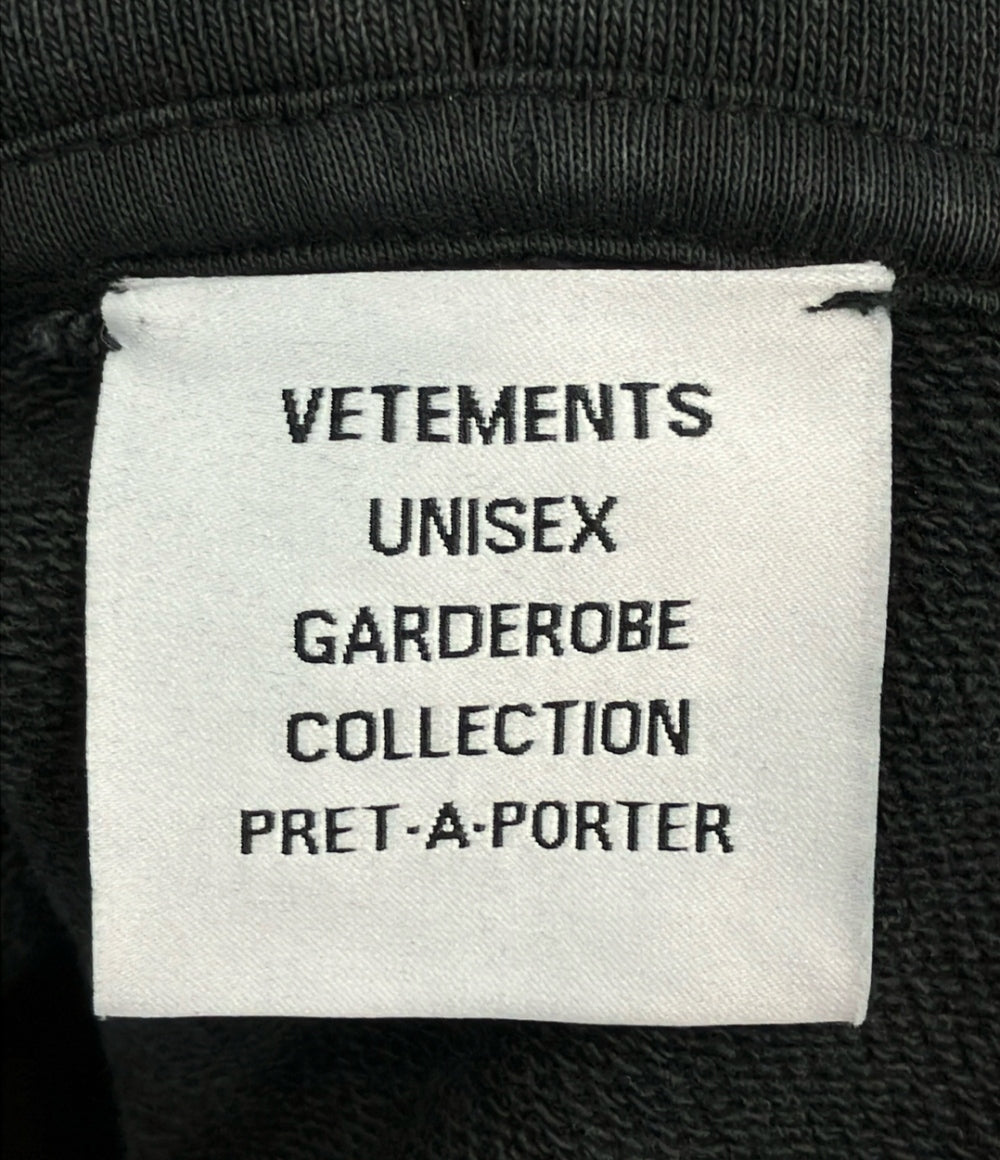 VETEMENTS
UNISEX
GARDEROBE
COLLECTION
PRET-A-PORTER